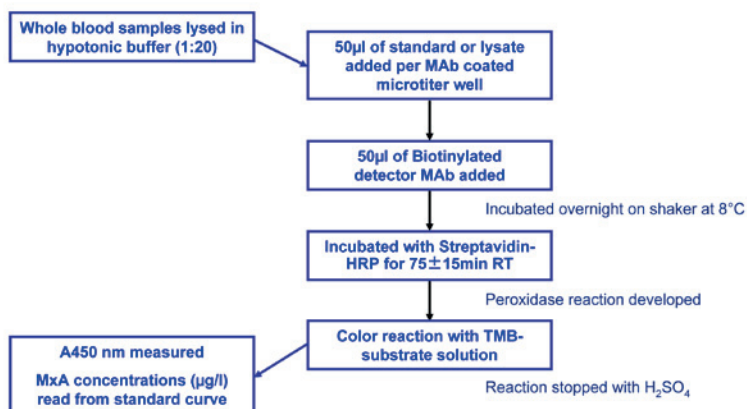 Whole blood samples lysed in
hypotonic buffer (1:20)
50µl of standard or lysate
added per MAb coated
microtiter well
50µl of Biotinylated
detector MAb added
Incubated overnight on shaker at 8°C
Incubated with Streptavidin-
HRP for 75±15min RT
Peroxidase reaction developed
Color reaction with TMB-
substrate solution
A450 nm measured
MxA concentrations (µg/l)
read from standard curve
Reaction stopped with H₂SO₄